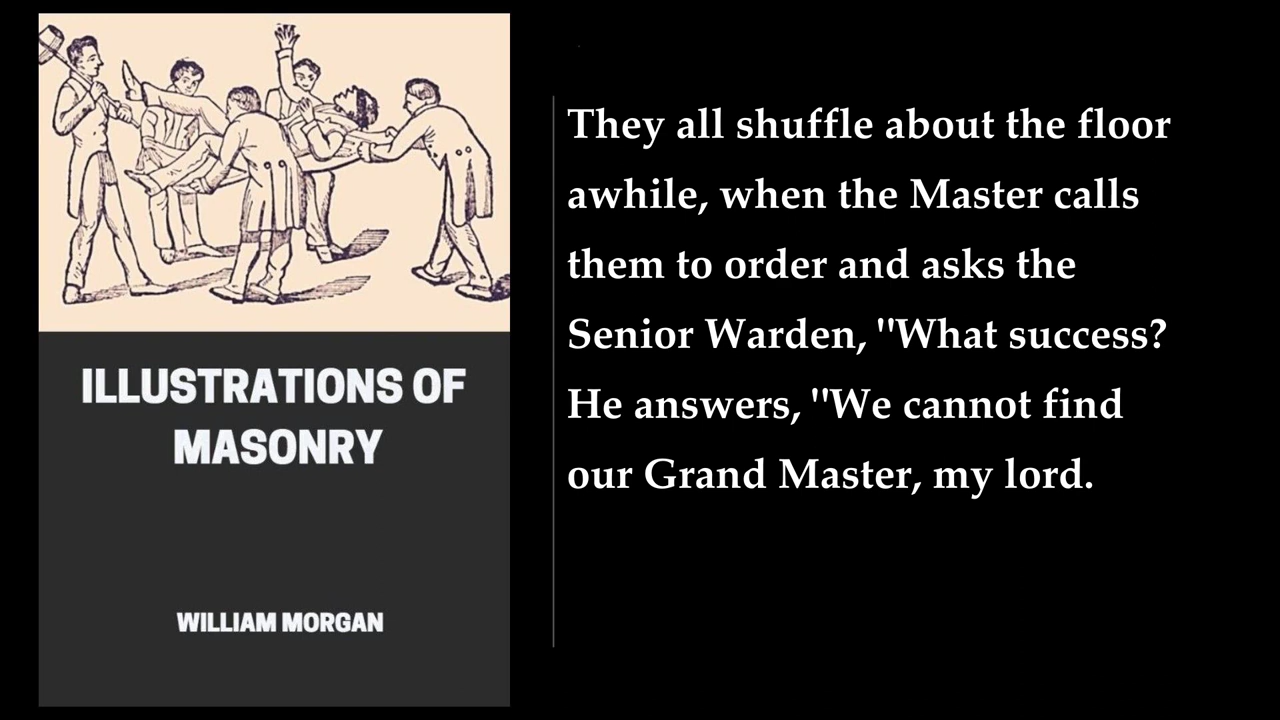 ILLUSTRATIONS OF
MASONRY
WILLIAM MORGAN
They all shuffle about the floor
awhile, when the Master calls
them to order and asks the
Senior Warden, "What success?
He answers, "We cannot find
our Grand Master, my lord.